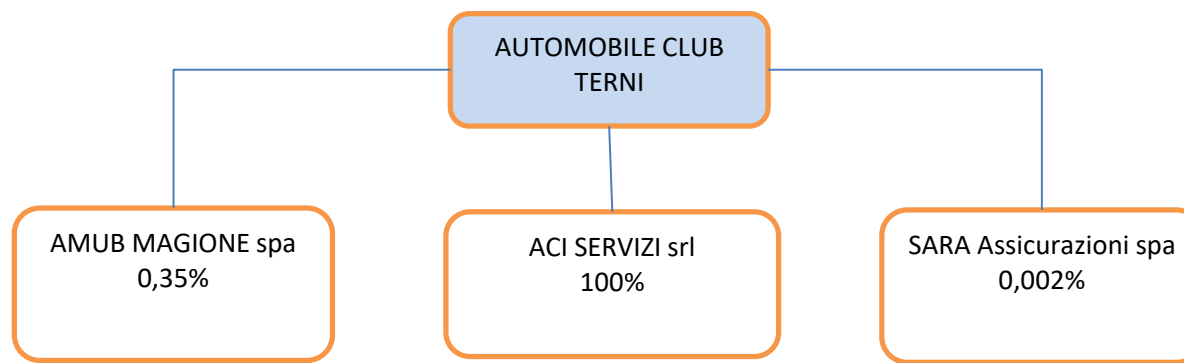 AUTOMOBILE CLUB
TERNI
AMUB MAGIONE spa
0,35%
ACI SERVIZI srl
100%
SARA Assicurazioni spa
0,002%